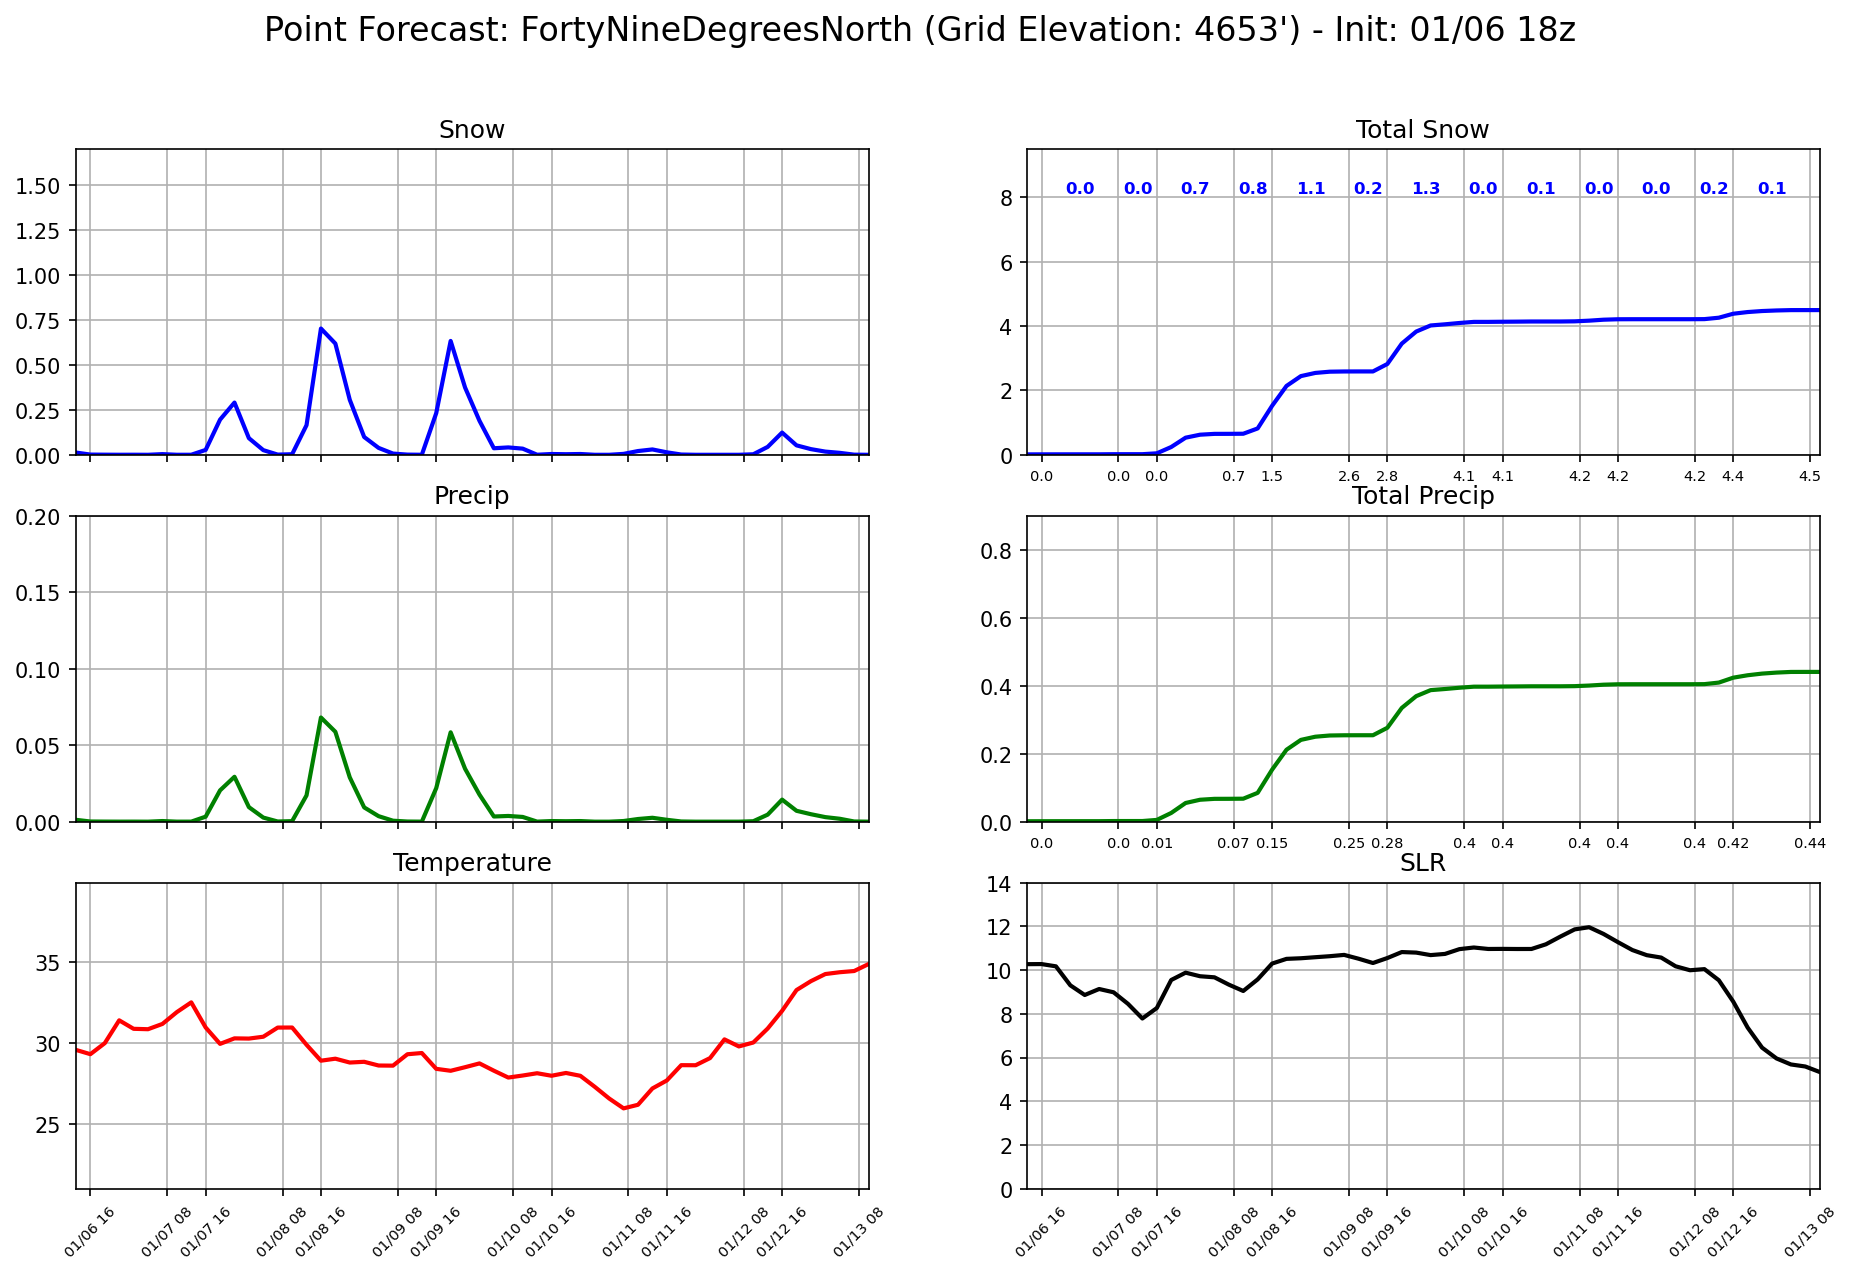 Point Forecast: FortyNineDegreesNorth (Grid Elevation: 4653') - Init: 01/06 18z
Snow
1.50
1.25
1.00
0.75
0.50
0.25
0.00
Total Snow
0.0 0.0 0.7 0.8 1.1 0.2 1.3 0.0 0.1 0.0 0.0 0.2 0.1
8
6
4
2
0
0.0 0.0 0.0 0.7 1.5 2.6 2.8 4.1 4.1 4.2 4.2 4.2 4.4 4.5
Precip
0.20
0.15
0.10
0.05
0.00
Total Precip
0.8
0.6
0.4
0.2
0.0
0.0 0.0 0.01 0.07 0.15 0.25 0.28 0.4 0.4 0.4 0.4 0.4 0.42 0.44
Temperature
35
30
25
01/06 16 01/07 08 01/07 16 01/08 08 01/08 16 01/09 08 01/09 16 01/10 08 01/10 16 01/11 08 01/11 16 01/12 08 01/12 16 01/13 08
SLR
14
12
10
8
6
4
2
0
01/06 16 01/07 08 01/07 16 01/08 08 01/08 16 01/09 08 01/09 16 01/10 08 01/10 16 01/11 08 01/11 16 01/12 08 01/12 16 01/13 08